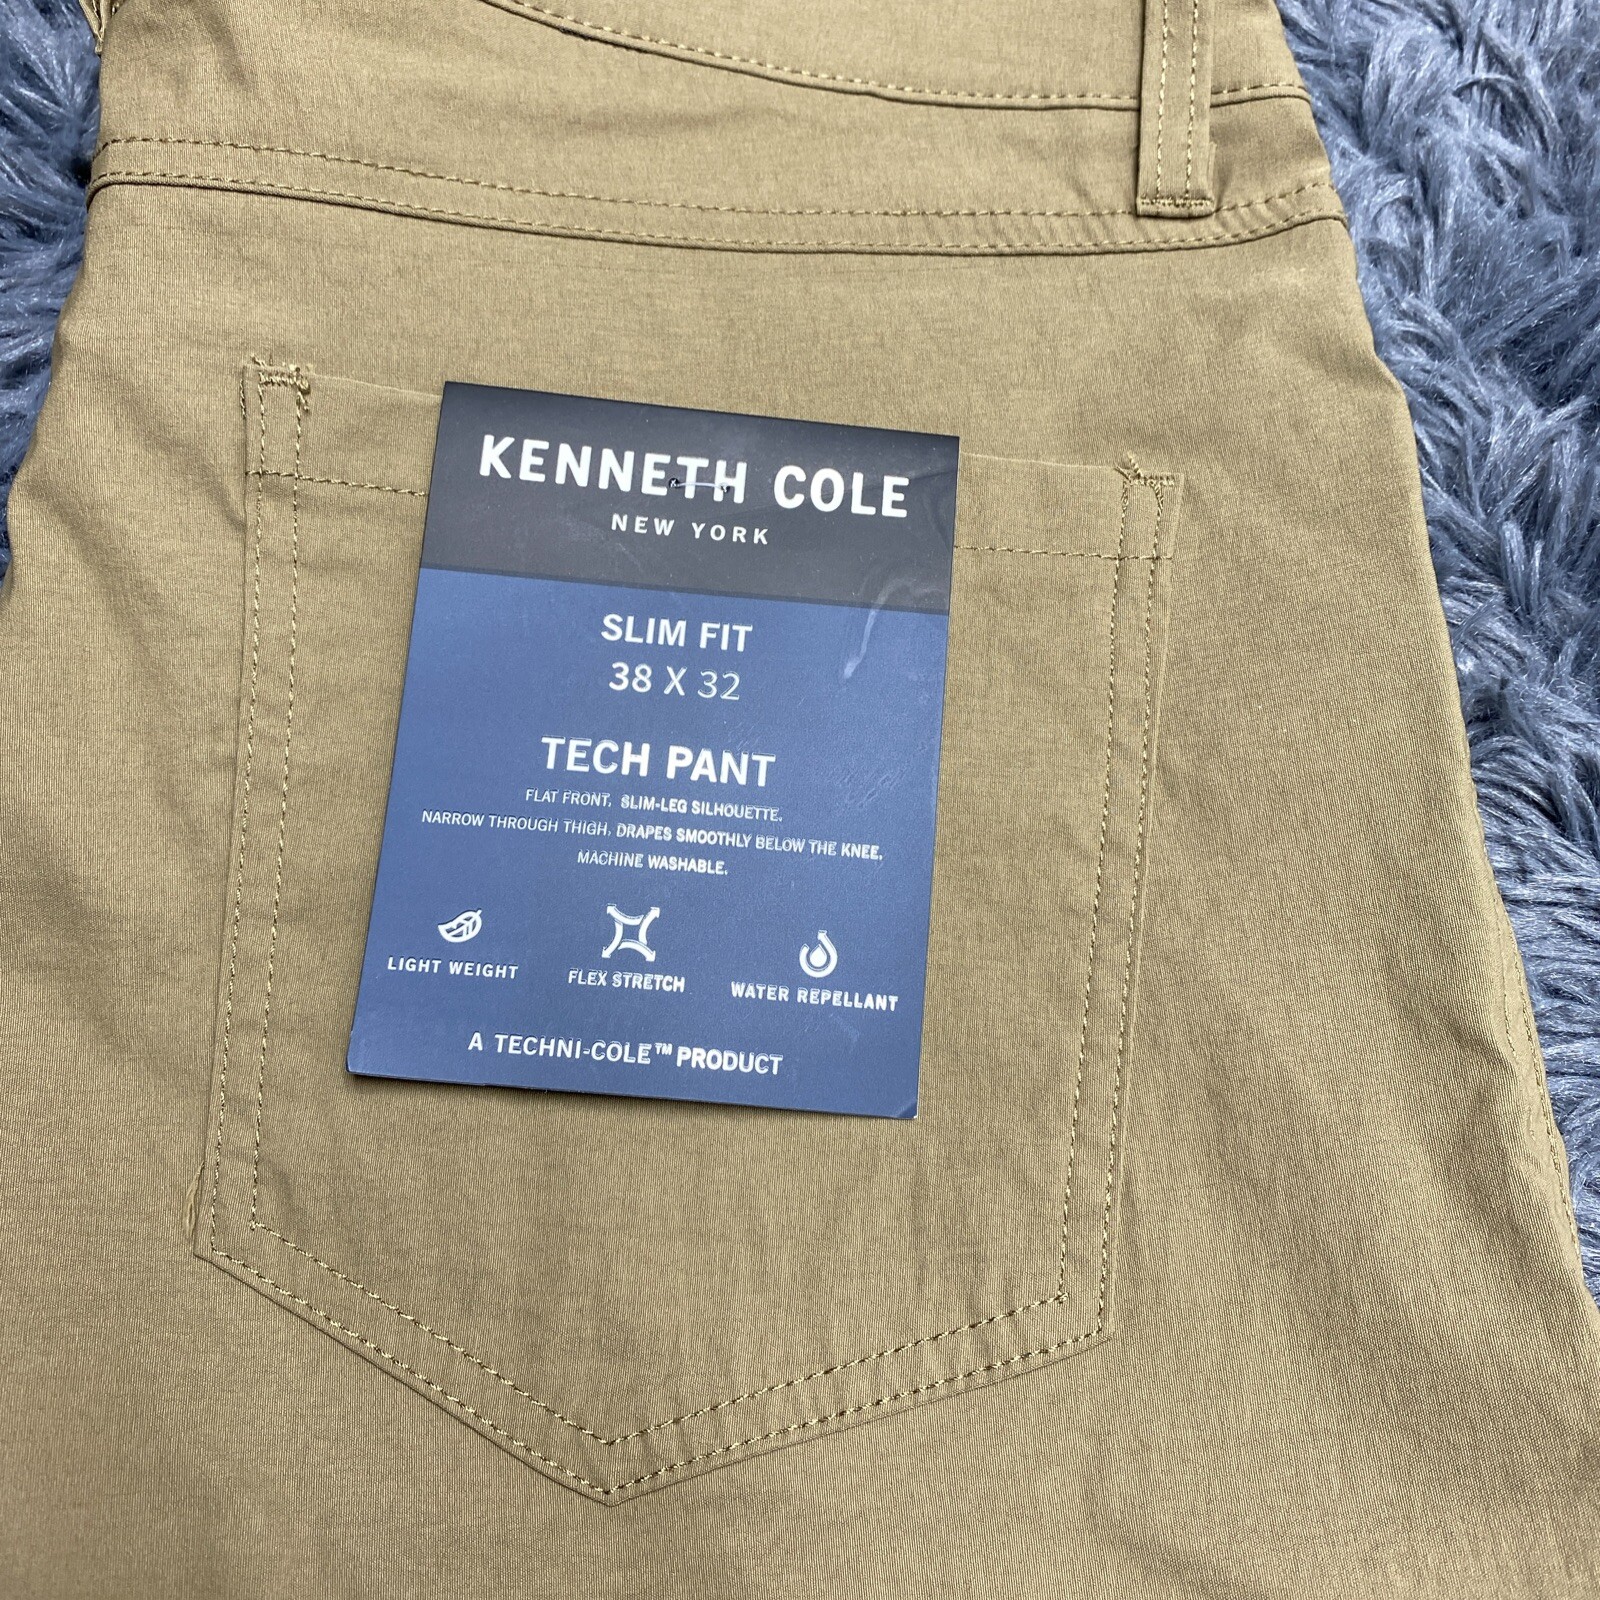 KENNETH COLE
NEW YORK
SLIM FIT
38 X 32
TECH PANT
FLAT FRONT, SLIM-LEG SILHOUETTE.
NARROW THROUGH THIGH, DRAPES SMOOTHLY BELOW THE KNEE.
MACHINE WASHABLE.
LIGHT WEIGHT
FLEX STRETCH
WATER REPELLANT
A TECHNI-COLE™ PRODUCT